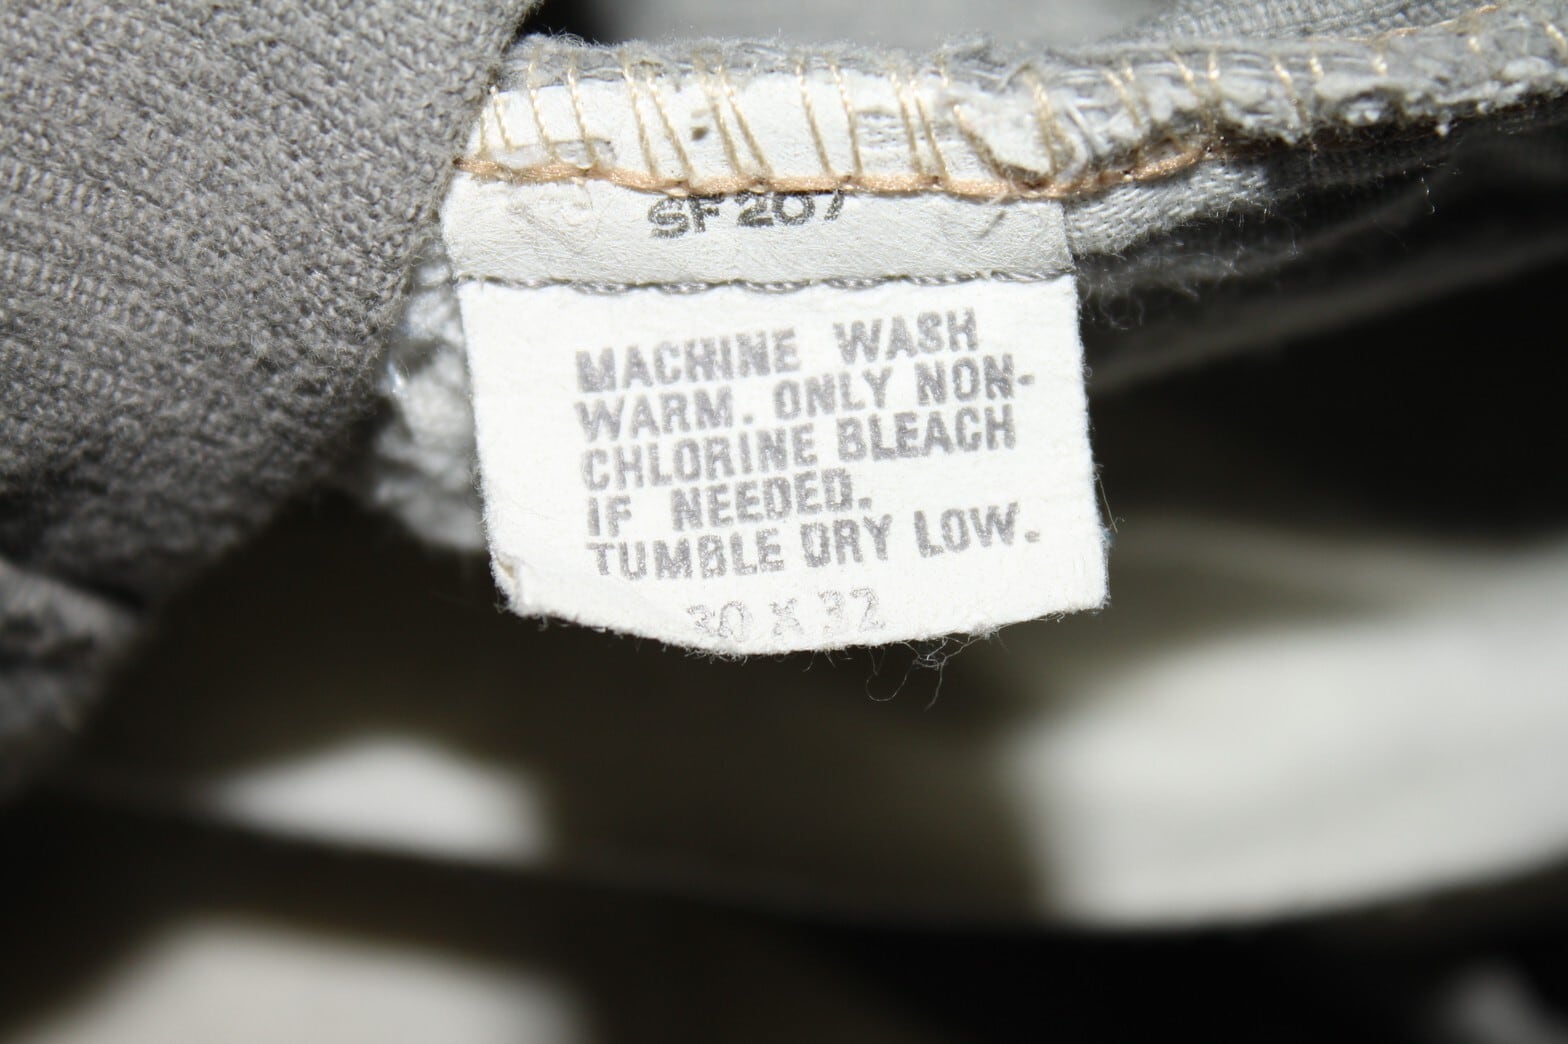 SF207
MACHINE WASH
WARM. ONLY NON-
CHLORINE BLEACH
IF NEEDED.
TUMBLE DRY LOW.
30 X 32